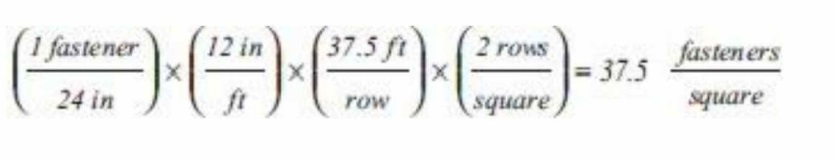 (1 fastener / 24 in) × (12 in / ft) × (37.5 ft / row) × (2 rows / square) = 37.5 fasteners / square